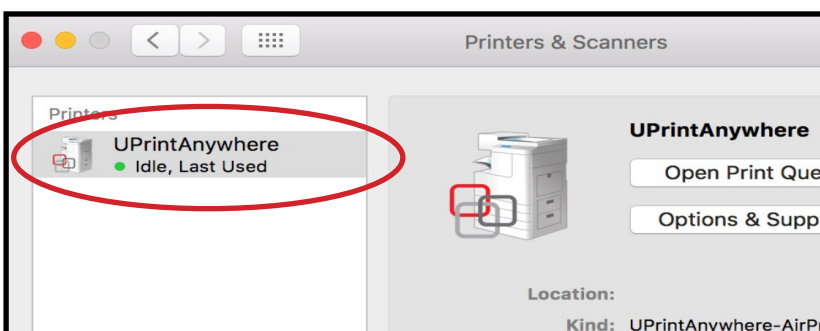 Printers & Scanners
Printers
UPrintAnywhere
Idle, Last Used
UPrintAnywhere
Open Print Que
Options & Supp
Location:
Kind: UPrintAnywhere-AirPr